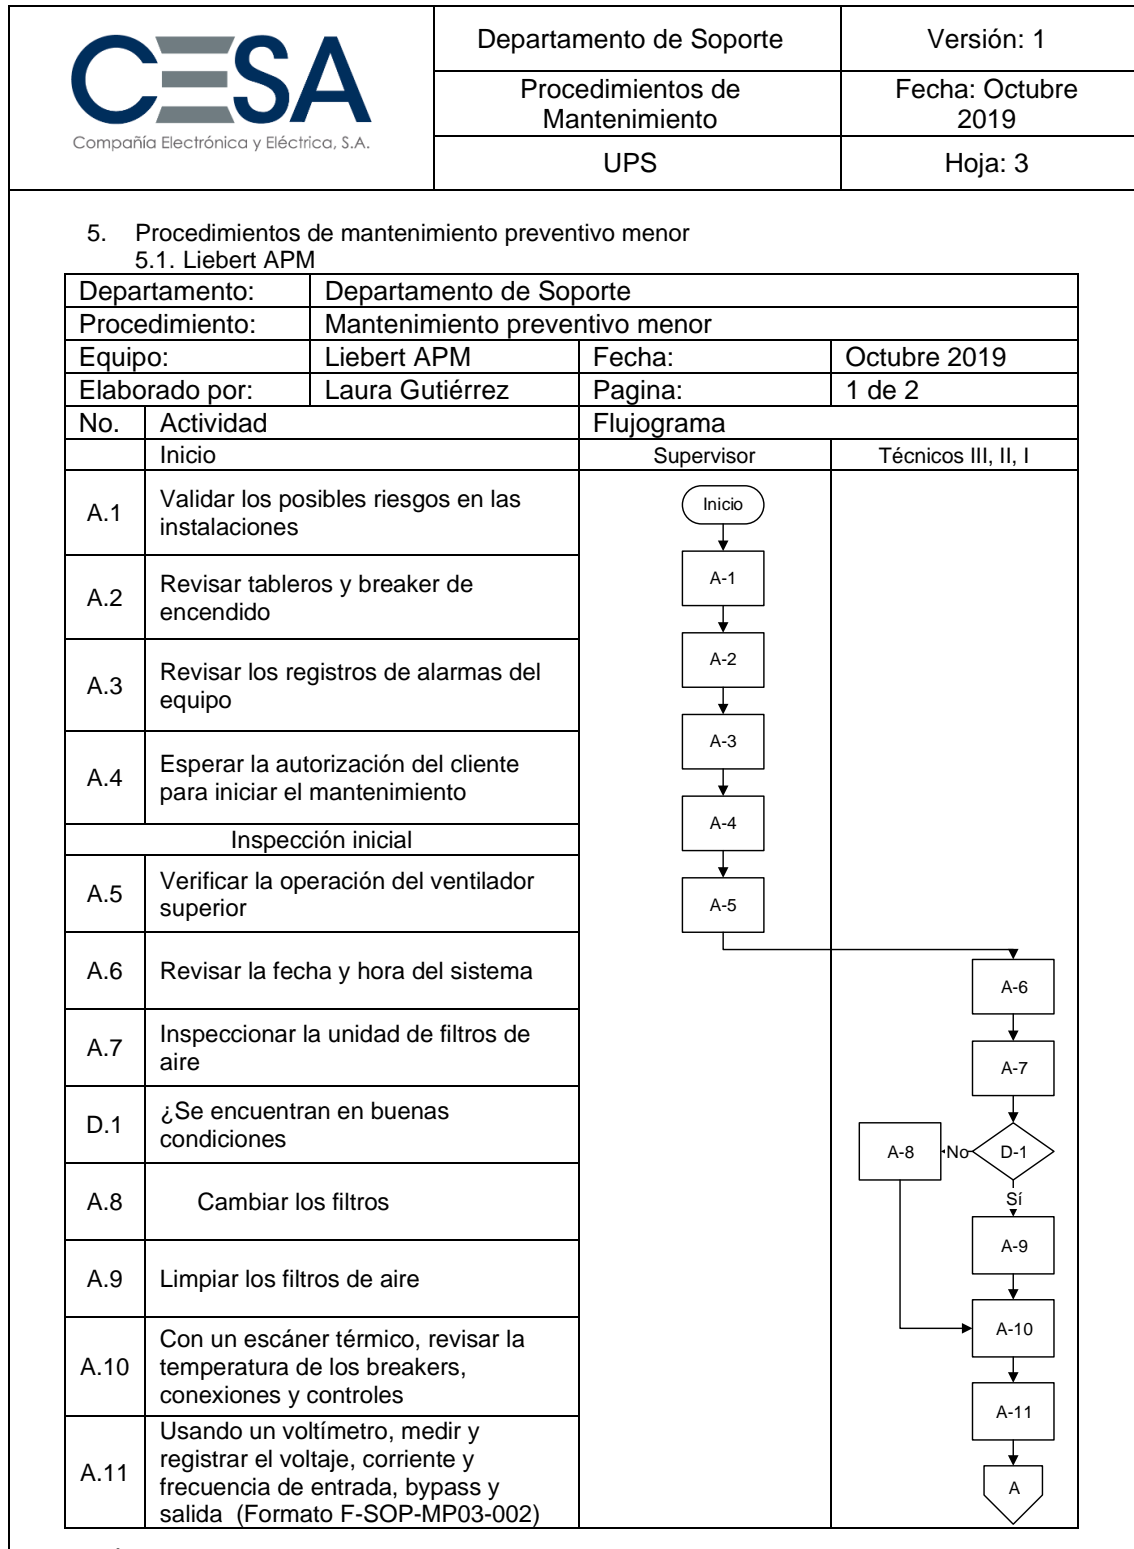 CESA
Compañía Electrónica y Eléctrica, S.A.
Departamento de Soporte
Versión: 1
Procedimientos de
Mantenimiento
Fecha: Octubre
2019
UPS
Hoja: 3
5. Procedimientos de mantenimiento preventivo menor
5.1. Liebert APM
Departamento: Departamento de Soporte
Procedimiento: Mantenimiento preventivo menor
Equipo: Liebert APM Fecha: Octubre 2019
Elaborado por: Laura Gutiérrez Pagina: 1 de 2
No. Actividad Flujograma
Inicio Supervisor Técnicos III, II, I
A.1 Validar los posibles riesgos en las
instalaciones
A.2 Revisar tableros y breaker de
encendido
A.3 Revisar los registros de alarmas del
equipo
A.4 Esperar la autorización del cliente
para iniciar el mantenimiento
Inspección inicial
A.5 Verificar la operación del ventilador
superior
A.6 Revisar la fecha y hora del sistema
A.7 Inspeccionar la unidad de filtros de
aire
D.1 ¿Se encuentran en buenas
condiciones
A.8 Cambiar los filtros
A.9 Limpiar los filtros de aire
A.10 Con un escáner térmico, revisar la
temperatura de los breakers,
conexiones y controles
A.11 Usando un voltímetro, medir y
registrar el voltaje, corriente y
frecuencia de entrada, bypass y
salida (Formato F-SOP-MP03-002)
Inicio
A-1
A-2
A-3
A-4
A-5
A-6
A-7
A-8 No D-1
Sí
A-9
A-10
A-11
A